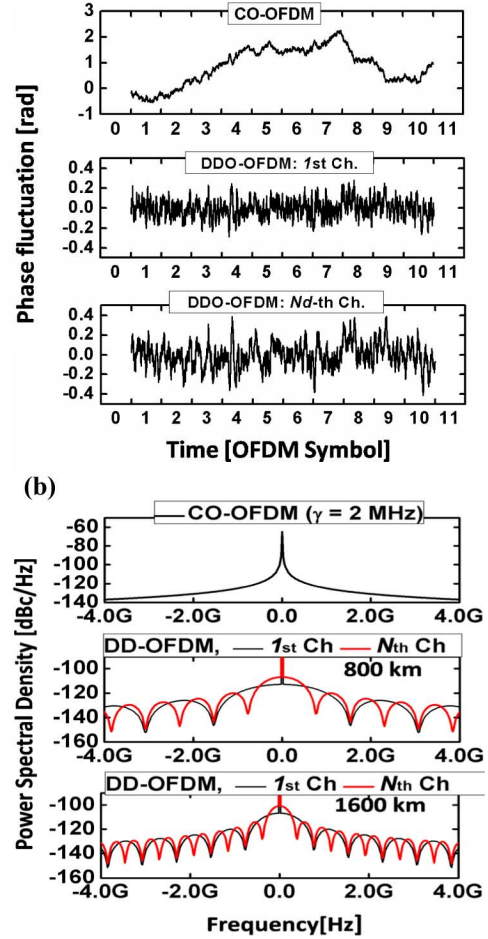 CO-OFDM
3
2
1
0
-1
0 1 2 3 4 5 6 7 8 9 10 11
DDO-OFDM: 1st Ch.
0.4
0.2
0.0
-0.2
-0.4
0 1 2 3 4 5 6 7 8 9 10 11
DDO-OFDM: Nd-th Ch.
0.4
0.2
0.0
-0.2
-0.4
0 1 2 3 4 5 6 7 8 9 10 11
Phase fluctuation [rad]
Time [OFDM Symbol]
(b)
CO-OFDM (γ = 2 MHz)
-60
-80
-100
-120
-140
-4.0G -2.0G 0.0 2.0G 4.0G
DD-OFDM, 1st Ch Nth Ch
800 km
-100
-120
-140
-160
-4.0G -2.0G 0.0 2.0G 4.0G
DD-OFDM, 1st Ch Nth Ch
1600 km
-100
-120
-140
-160
-4.0G -2.0G 0.0 2.0G 4.0G
Power Spectral Density [dBc/Hz]
Frequency[Hz]